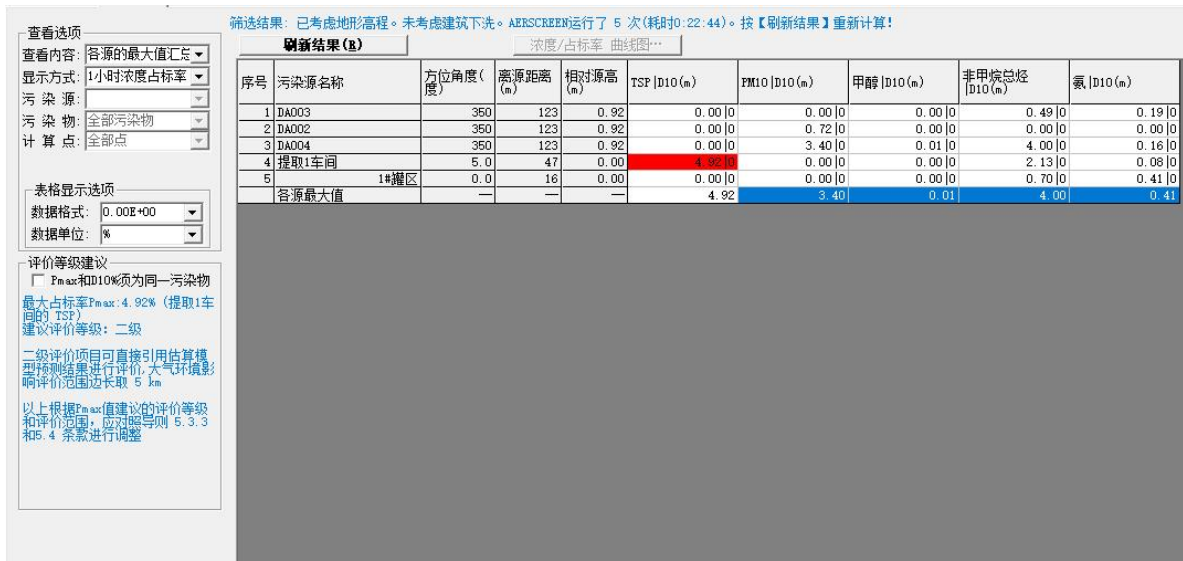 筛选结果: 已考虑地形高程。未考虑建筑下洗。AERSCREEN运行了 5 次(耗时0:22:44)。按【刷新结果】重新计算!
刷新结果(R)
浓度/占标率 曲线图…
查看选项
查看内容: 各源的最大值汇总
显示方式: 1小时浓度占标率
污 染 源:
污 染 物: 全部污染物
计 算 点: 全部点
表格显示选项
数据格式: 0.00E+00
数据单位: %
评价等级建议
Pmax和D10%须为同一污染物
最大占标率Pmax:4.92% (提取1车
间的 TSP)
建议评价等级: 二级
二级评价项目可直接引用估算模
型预测结果进行评价,大气环境影
响评价范围边长取 5 km
以上根据Pmax值建议的评价等级
和评价范围,应对照导则 5.3.3
和5.4 条款进行调整
序号 污染源名称 方位角度(度) 离源距离(m) 相对源高(m) TSP|D10(m) PM10|D10(m) 甲醇|D10(m) 非甲烷总烃|D10(m) 氨|D10(m)
1 DA003 350 123 0.92 0.00|0 0.00|0 0.00|0 0.49|0 0.19|0
2 DA002 350 123 0.92 0.00|0 0.72|0 0.00|0 0.00|0 0.00|0
3 DA004 350 123 0.92 0.00|0 3.40|0 0.01|0 4.00|0 0.16|0
4 提取1车间 5.0 47 0.00 4.92|0 0.00|0 0.00|0 2.13|0 0.08|0
5 1#罐区 0.0 16 0.00 0.00|0 0.00|0 0.00|0 0.70|0 0.41|0
各源最大值 — — — 4.92 3.40 0.01 4.00 0.41